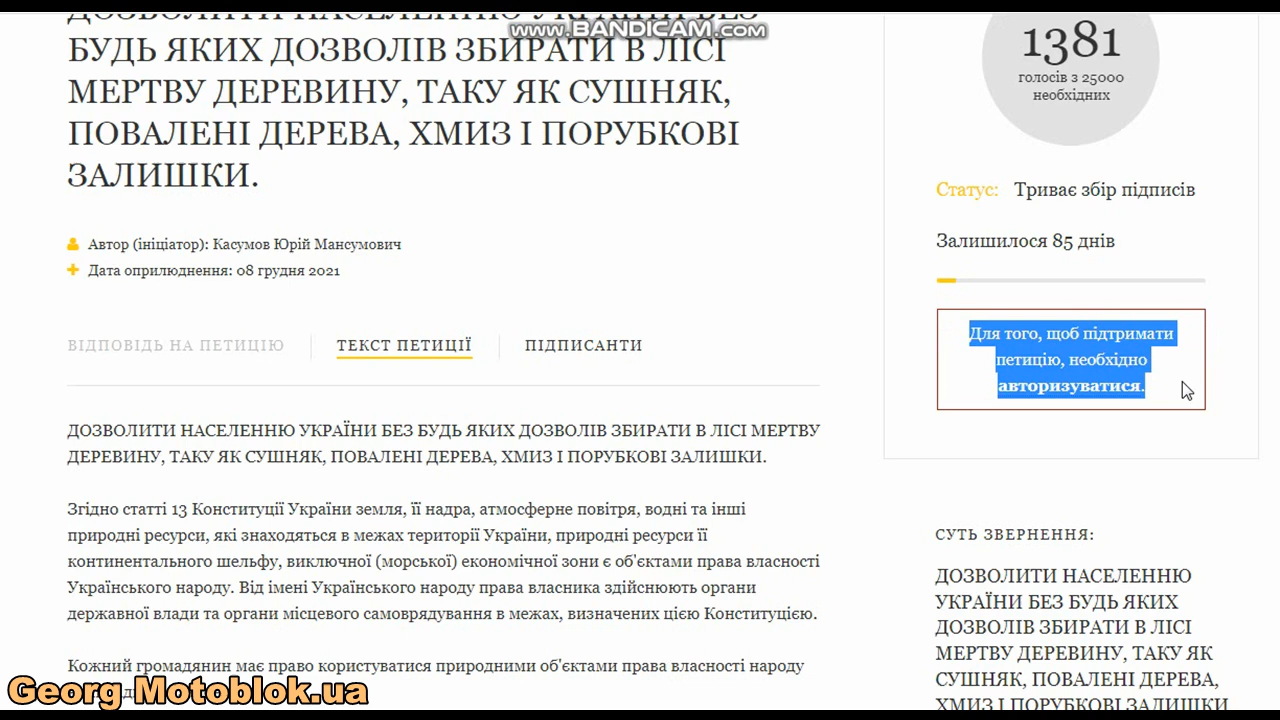 ДОЗВОЛИТИ НАСЕЛЕННЮ УКРАЇНИ БЕЗ
www.BANDICAM.com
БУДЬ ЯКИХ ДОЗВОЛІВ ЗБИРАТИ В ЛІСІ
МЕРТВУ ДЕРЕВИНУ, ТАКУ ЯК СУШНЯК,
ПОВАЛЕНІ ДЕРЕВА, ХМИЗ І ПОРУБКОВІ
ЗАЛИШКИ.
Автор (ініціатор): Касумов Юрій Мансумович
Дата оприлюднення: 08 грудня 2021
ВІДПОВІДЬ НА ПЕТИЦІЮ
ТЕКСТ ПЕТИЦІЇ
ПІДПИСАНТИ
ДОЗВОЛИТИ НАСЕЛЕННЮ УКРАЇНИ БЕЗ БУДЬ ЯКИХ ДОЗВОЛІВ ЗБИРАТИ В ЛІСІ МЕРТВУ
ДЕРЕВИНУ, ТАКУ ЯК СУШНЯК, ПОВАЛЕНІ ДЕРЕВА, ХМИЗ І ПОРУБКОВІ ЗАЛИШКИ.
Згідно статті 13 Конституції України земля, її надра, атмосферне повітря, водні та інші
природні ресурси, які знаходяться в межах території України, природні ресурси її
континентального шельфу, виключної (морської) економічної зони є об'єктами права власності
Українського народу. Від імені Українського народу права власника здійснюють органи
державної влади та органи місцевого самоврядування в межах, визначених цією Конституцією.
Кожний громадянин має право користуватися природними об'єктами права власності народу
Georg Motoblok.ua
1381
голосів з 25000
необхідних
Статус: Триває збір підписів
Залишилося 85 днів
Для того, щоб підтримати
петицію, необхідно
авторизуватися.
СУТЬ ЗВЕРНЕННЯ:
ДОЗВОЛИТИ НАСЕЛЕННЮ
УКРАЇНИ БЕЗ БУДЬ ЯКИХ
ДОЗВОЛІВ ЗБИРАТИ В ЛІСІ
МЕРТВУ ДЕРЕВИНУ, ТАКУ ЯК
СУШНЯК, ПОВАЛЕНІ ДЕРЕВА,
ХМИЗ І ПОРУБКОВІ ЗАЛИШКИ